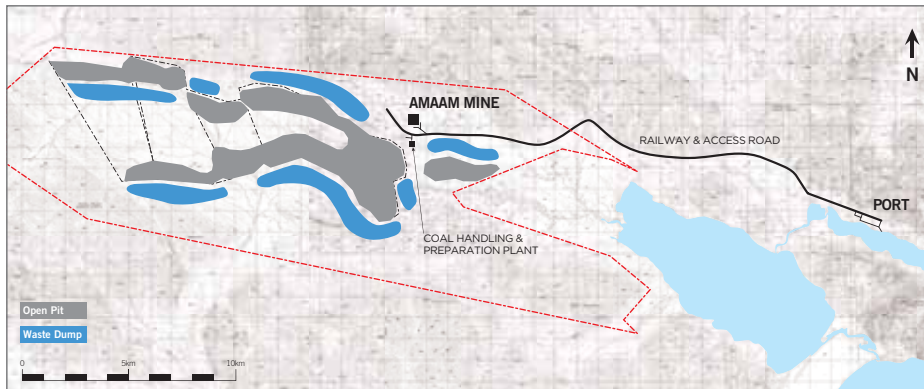 N
AMAAM MINE
RAILWAY & ACCESS ROAD
PORT
COAL HANDLING &
PREPARATION PLANT
Open Pit
Waste Dump
0
5km
10km